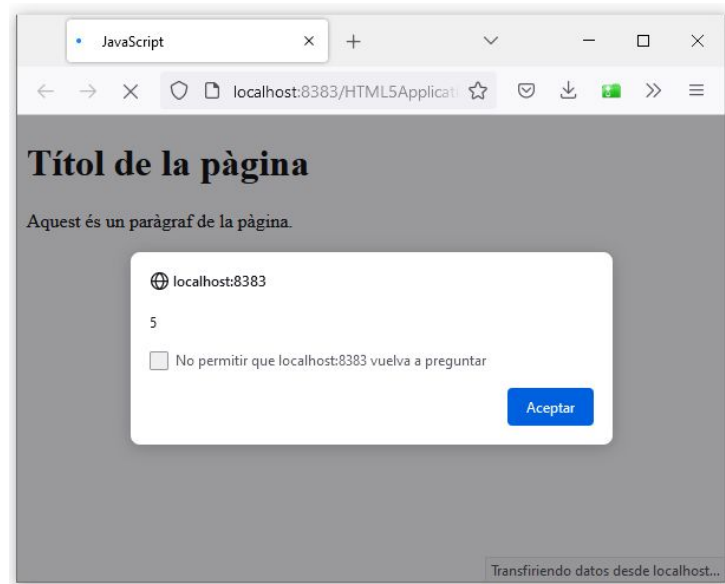 JavaScript
localhost:8383/HTML5Applicati
Títol de la pàgina
Aquest és un paràgraf de la pàgina.
localhost:8383
5
No permitir que localhost:8383 vuelva a preguntar
Aceptar
Transfiriendo datos desde localhost...